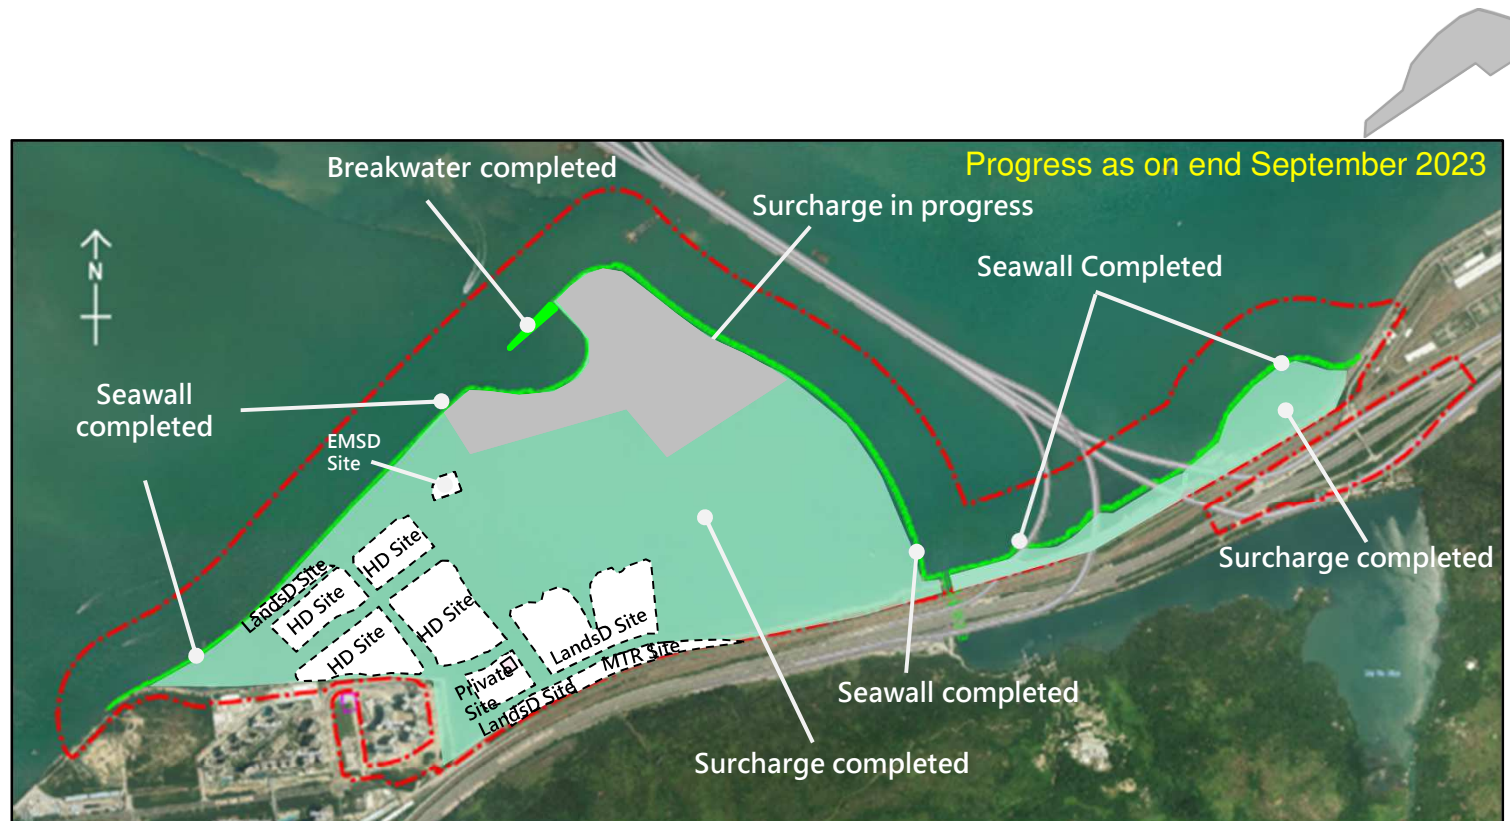 Progress as on end September 2023
Breakwater completed
Surcharge in progress
Seawall Completed
N
Seawall
completed
EMSD
Site
HD Site
LandsD Site
HD Site
HD Site
HD Site
LandsD Site
MTR Site
Private
Site
LandsD Site
Surcharge completed
Seawall completed
Surcharge completed